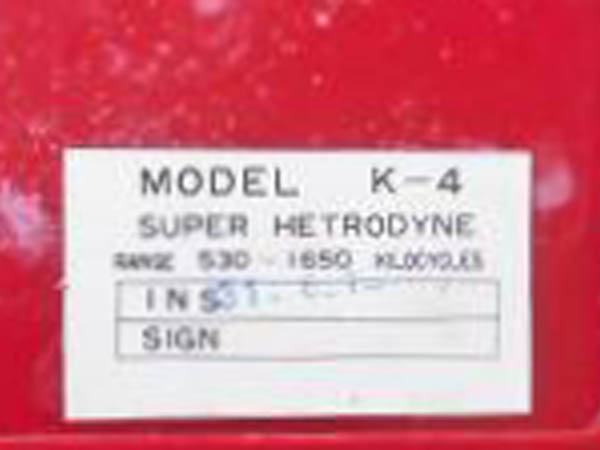 MODEL K-4
SUPER HETRODYNE
RANGE 530 - 1650 KILOCYCLES
INS
SIGN